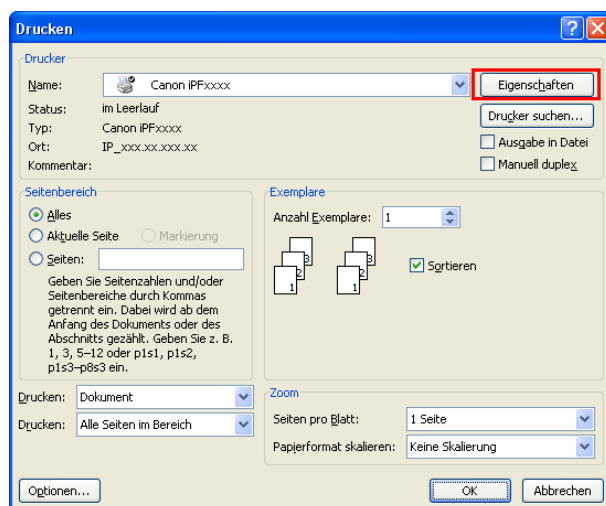 Drucken
Drucker
Name: Canon iPFxxxx Eigenschaften
Status: im Leerlauf Drucker suchen...
Typ: Canon iPFxxxx
Ort: IP_xxx.xx.xxx.xx Ausgabe in Datei
Kommentar: Manuell duplex
Seitenbereich
Alles
Aktuelle Seite Markierung
Seiten:
Geben Sie Seitenzahlen und/oder
Seitenbereiche durch Kommas
getrennt ein. Dabei wird ab dem
Anfang des Dokuments oder des
Abschnitts gezählt. Geben Sie z. B.
1, 3, 5–12 oder p1s1, p1s2,
p1s3–p8s3 ein.
Exemplare
Anzahl Exemplare: 1
3 3
2 2
1 1
Sortieren
Drucken: Dokument
Drucken: Alle Seiten im Bereich
Zoom
Seiten pro Blatt: 1 Seite
Papierformat skalieren: Keine Skalierung
Optionen... OK Abbrechen